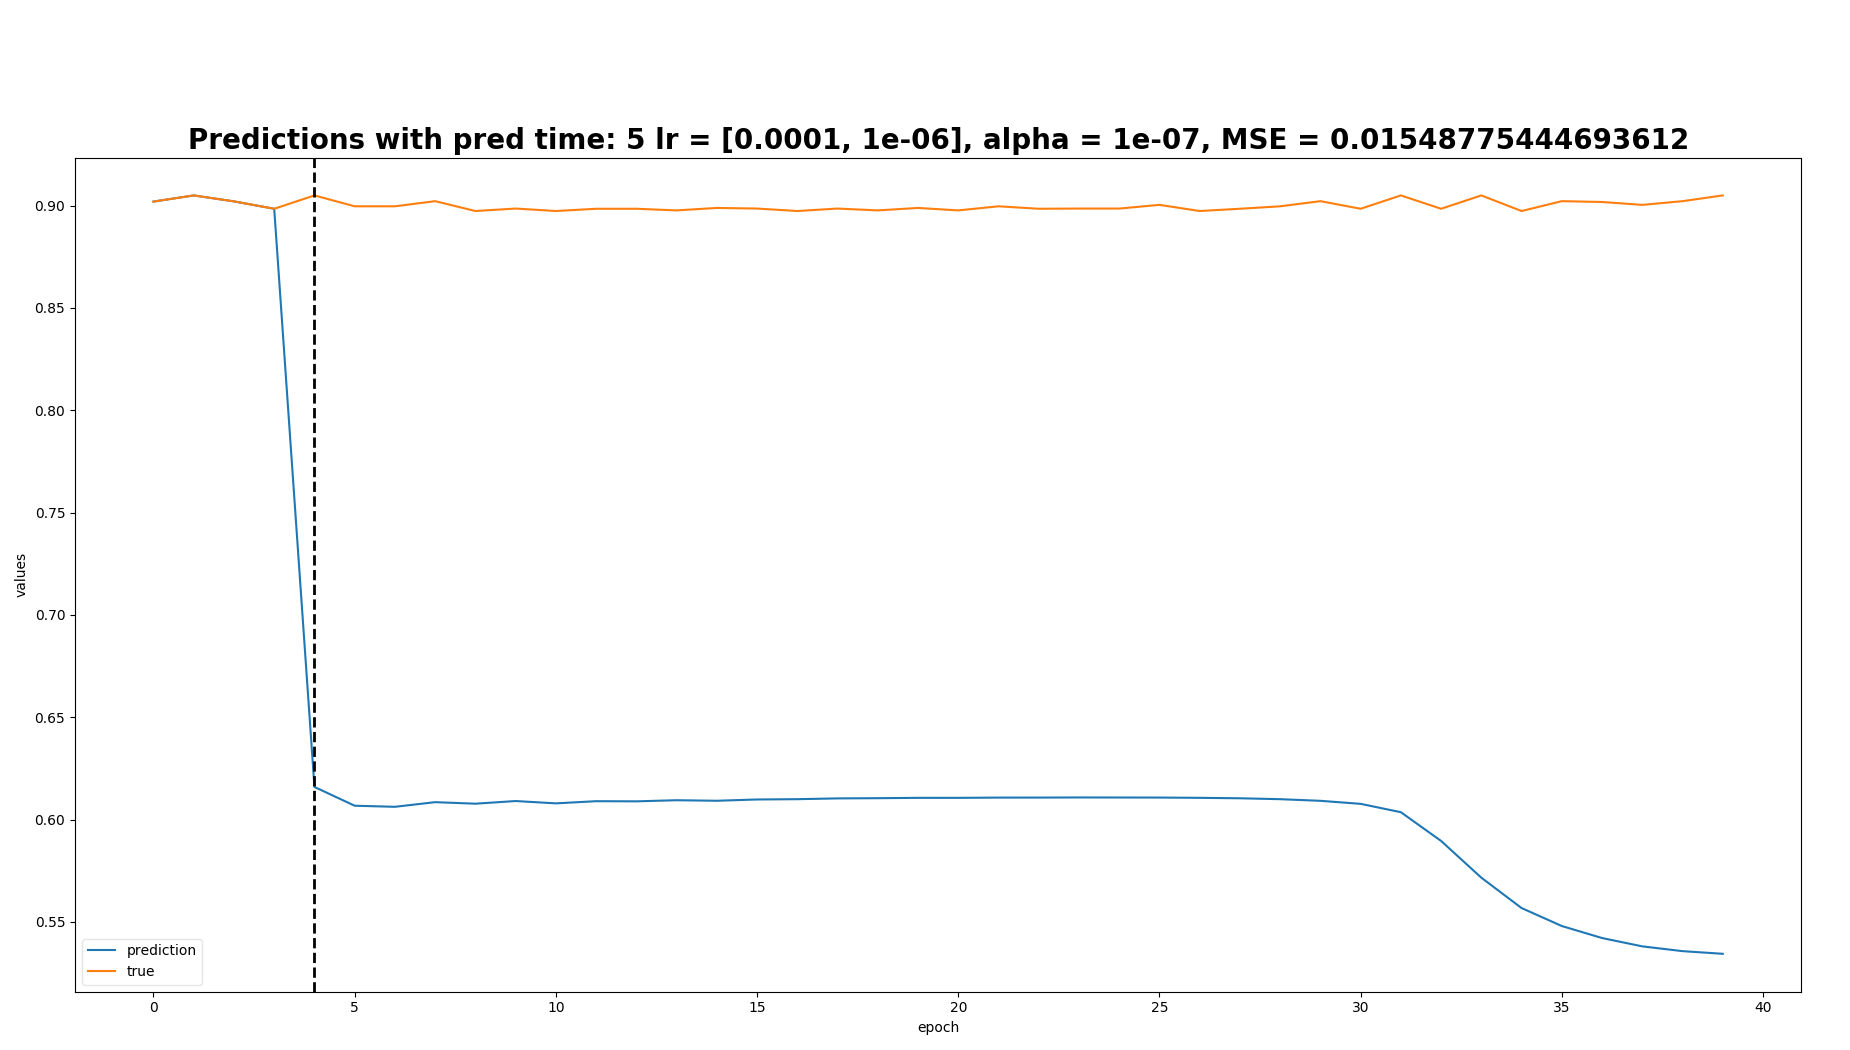 Predictions with pred time: 5 lr = [0.0001, 1e-06], alpha = 1e-07, MSE = 0.01548775444693612
0.90
0.85
0.80
0.75
0.70
0.65
0.60
0.55
values
prediction
true
0 5 10 15 20 25 30 35 40
epoch